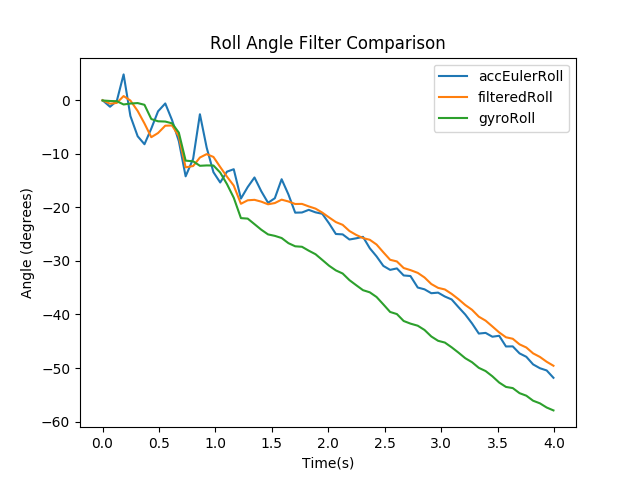 Roll Angle Filter Comparison
accEulerRoll
filteredRoll
gyroRoll
Angle (degrees)
0
−10
−20
−30
−40
−50
−60
0.0 0.5 1.0 1.5 2.0 2.5 3.0 3.5 4.0
Time(s)